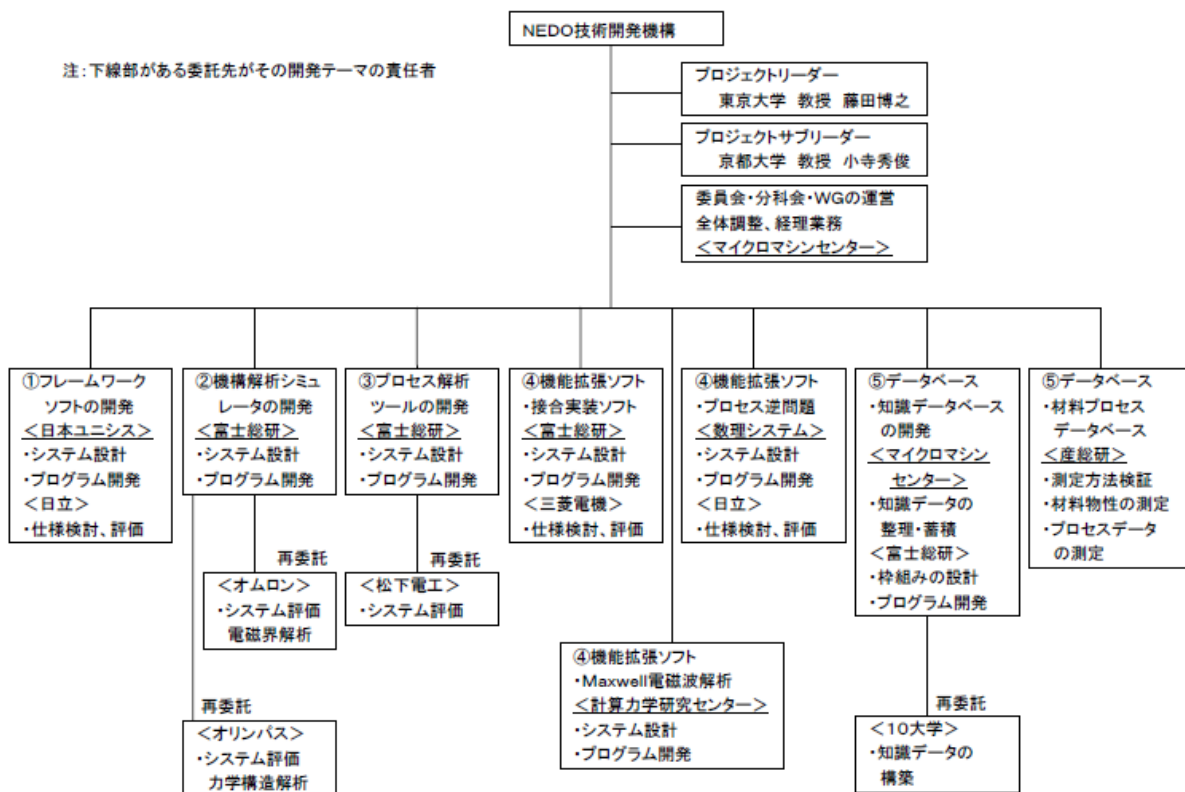 NEDO技術開発機構
注:下線部がある委託先がその開発テーマの責任者
プロジェクトリーダー
東京大学 教授 藤田博之
プロジェクトサブリーダー
京都大学 教授 小寺秀俊
委員会・分科会・WGの運営
全体調整、経理業務
<マイクロマシンセンター>
①フレームワーク
ソフトの開発
<日本ユニシス>
・システム設計
・プログラム開発
<日立>
・仕様検討、評価
②機構解析シミュ
レータの開発
<富士総研>
・システム設計
・プログラム開発
③プロセス解析
ツールの開発
<富士総研>
・システム設計
・プログラム開発
④機能拡張ソフト
・接合実装ソフト
<富士総研>
・システム設計
・プログラム開発
<三菱電機>
・仕様検討、評価
④機能拡張ソフト
・プロセス逆問題
<数理システム>
・システム設計
・プログラム開発
<日立>
・仕様検討、評価
⑤データベース
・知識データベース
の開発
<マイクロマシン
センター>
・知識データの
整理・蓄積
<富士総研>
・枠組みの設計
・プログラム開発
⑤データベース
・材料プロセス
データベース
<産総研>
・測定方法検証
・材料物性の測定
・プロセスデータ
の測定
再委託
<オムロン>
・システム評価
電磁界解析
再委託
<松下電工>
・システム評価
④機能拡張ソフト
・Maxwell電磁波解析
<計算力学研究センター>
・システム設計
・プログラム開発
再委託
<オリンパス>
・システム評価
力学構造解析
再委託
<10大学>
・知識データの
構築